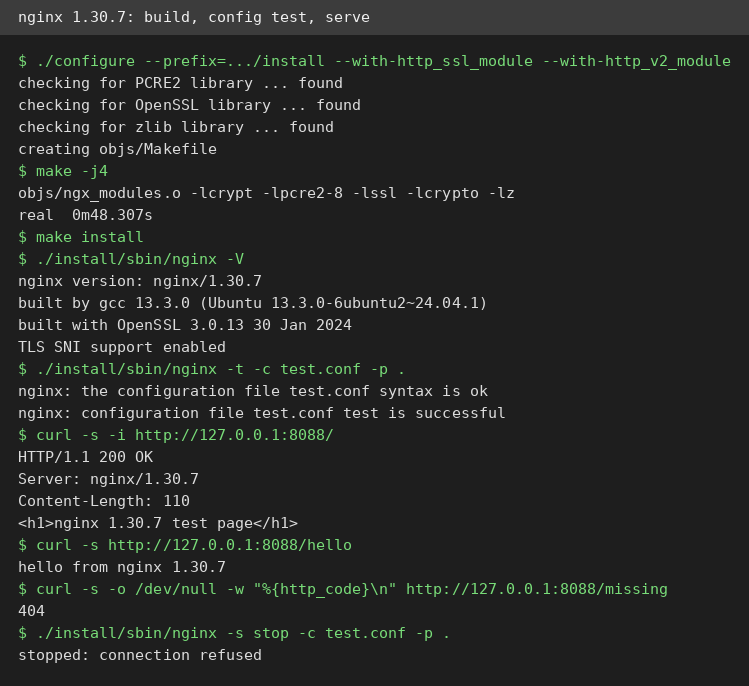 nginx 1.30.7: build, config test, serve
$ ./configure --prefix=.../install --with-http_ssl_module --with-http_v2_module
checking for PCRE2 library ... found
checking for OpenSSL library ... found
checking for zlib library ... found
creating objs/Makefile
$ make -j4
objs/ngx_modules.o -lcrypt -lpcre2-8 -lssl -lcrypto -lz
real  0m48.307s
$ make install
$ ./install/sbin/nginx -V
nginx version: nginx/1.30.7
built by gcc 13.3.0 (Ubuntu 13.3.0-6ubuntu2~24.04.1)
built with OpenSSL 3.0.13 30 Jan 2024
TLS SNI support enabled
$ ./install/sbin/nginx -t -c test.conf -p .
nginx: the configuration file test.conf syntax is ok
nginx: configuration file test.conf test is successful
$ curl -s -i http://127.0.0.1:8088/
HTTP/1.1 200 OK
Server: nginx/1.30.7
Content-Length: 110
<h1>nginx 1.30.7 test page</h1>
$ curl -s http://127.0.0.1:8088/hello
hello from nginx 1.30.7
$ curl -s -o /dev/null -w "%{http_code}\n" http://127.0.0.1:8088/missing
404
$ ./install/sbin/nginx -s stop -c test.conf -p .
stopped: connection refused